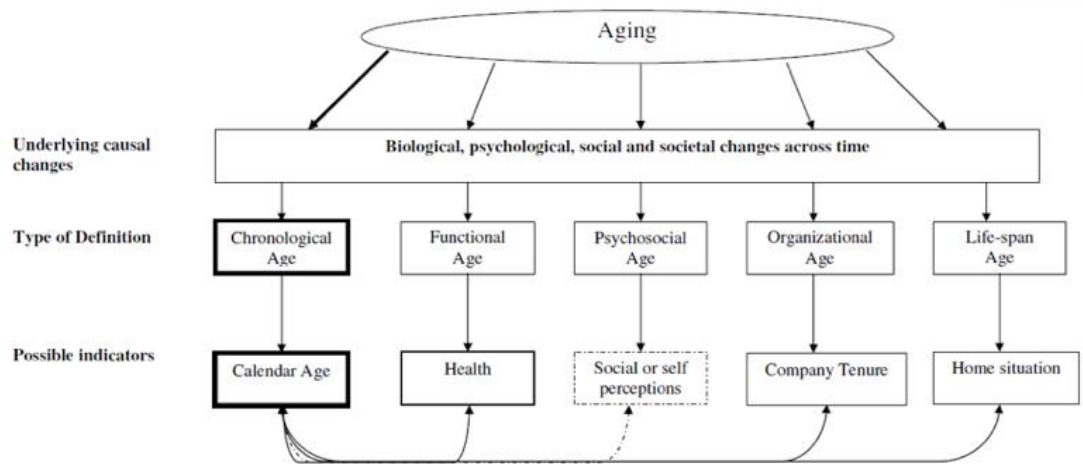 Aging
Underlying causal
changes
Biological, psychological, social and societal changes across time
Type of Definition
Chronological
Age
Functional
Age
Psychosocial
Age
Organizational
Age
Life-span
Age
Possible indicators
Calendar Age
Health
Social or self
perceptions
Company Tenure
Home situation